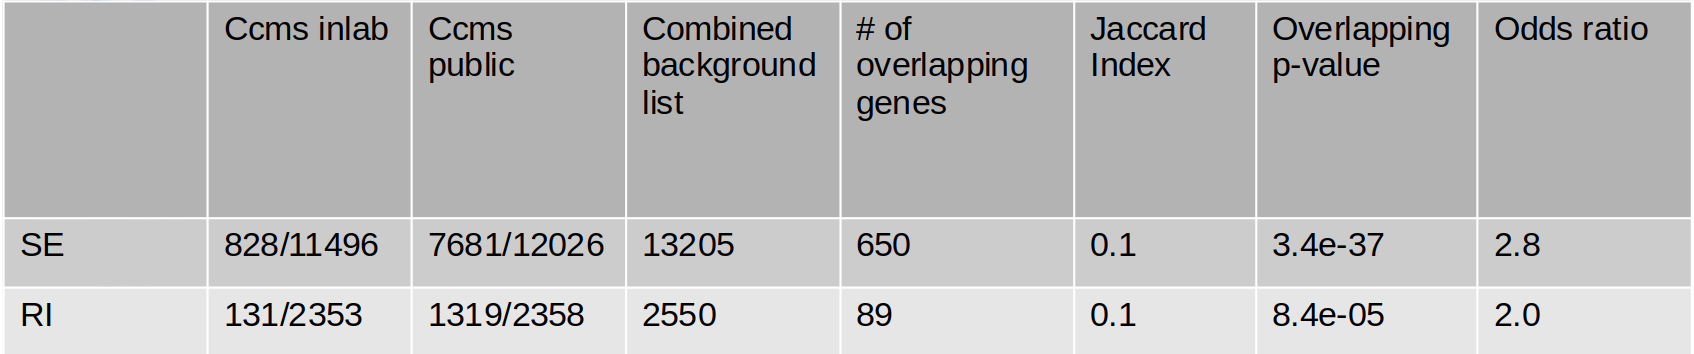 Ccms inlab Ccms Combined # of Jaccard Overlapping Odds ratio
public background overlapping Index p-value
list genes
SE 828/11496 7681/12026 13205 650 0.1 3.4e-37 2.8
RI 131/2353 1319/2358 2550 89 0.1 8.4e-05 2.0